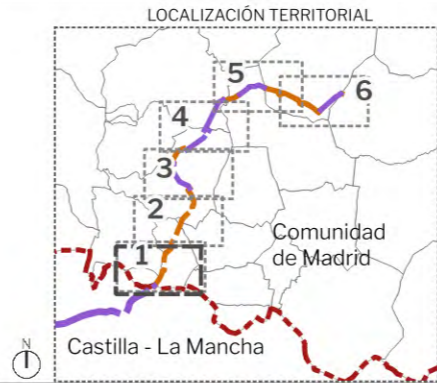 LOCALIZACIÓN TERRITORIAL
5
6
4
3
2
Comunidad
de Madrid
1
N
Castilla - La Mancha